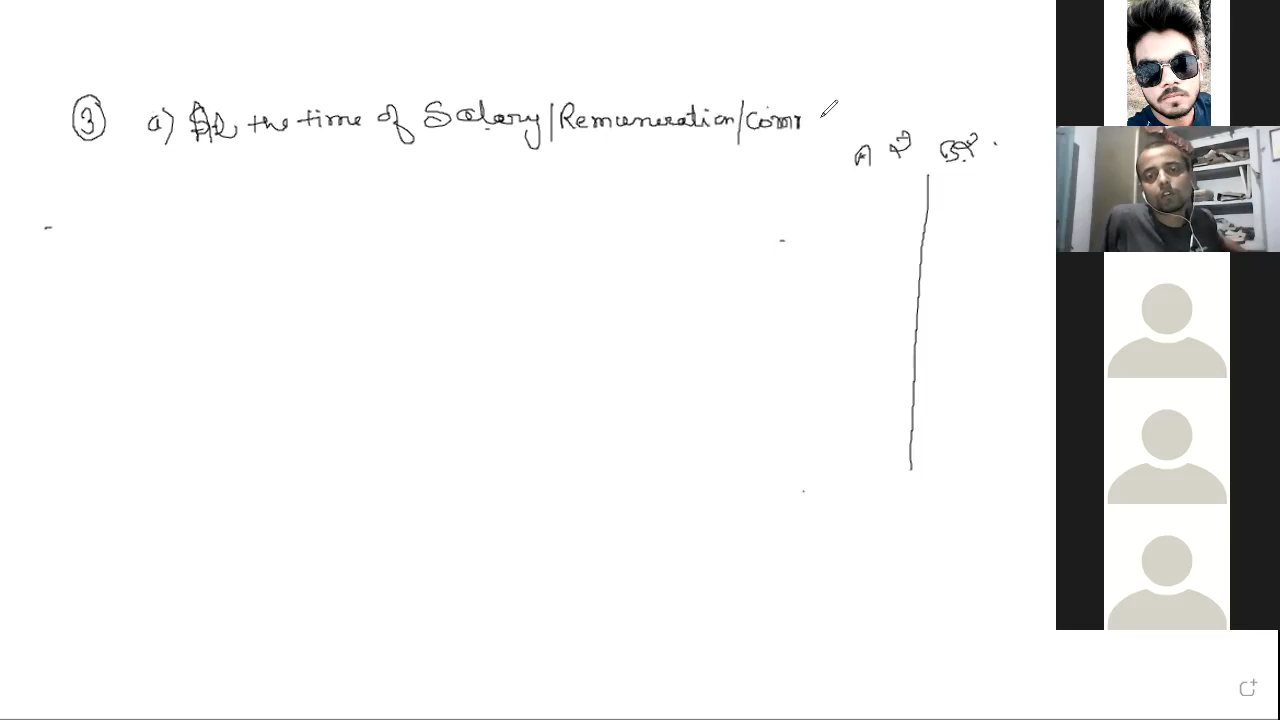 ③ a) At the time of Salary/Remuneration/Comm